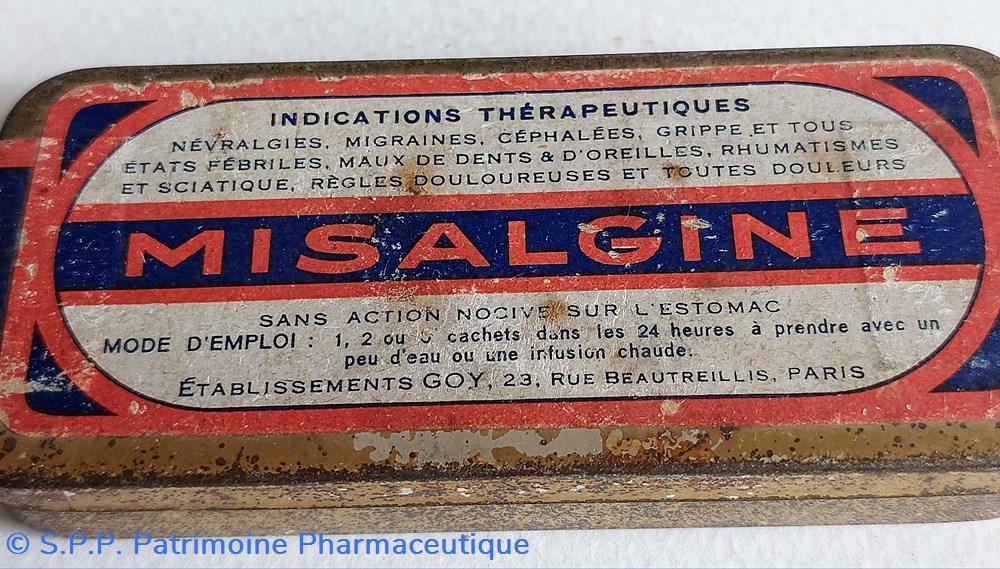 INDICATIONS THÉRAPEUTIQUES
NÉVRALGIES, MIGRAINES, CÉPHALÉES, GRIPPE ET TOUS
ÉTATS FÉBRILES, MAUX DE DENTS & D'OREILLES, RHUMATISMES
ET SCIATIQUE, RÈGLES DOULOUREUSES ET TOUTES DOULEURS
MISALGINE
SANS ACTION NOCIVE SUR L'ESTOMAC
MODE D'EMPLOI : 1, 2 ou cachets dans les 24 heures à prendre avec un
peu d'eau ou une infusion chaude.
ÉTABLISSEMENTS GOY, 23, RUE BEAUTREILLIS, PARIS
© S.P.P. Patrimoine Pharmaceutique